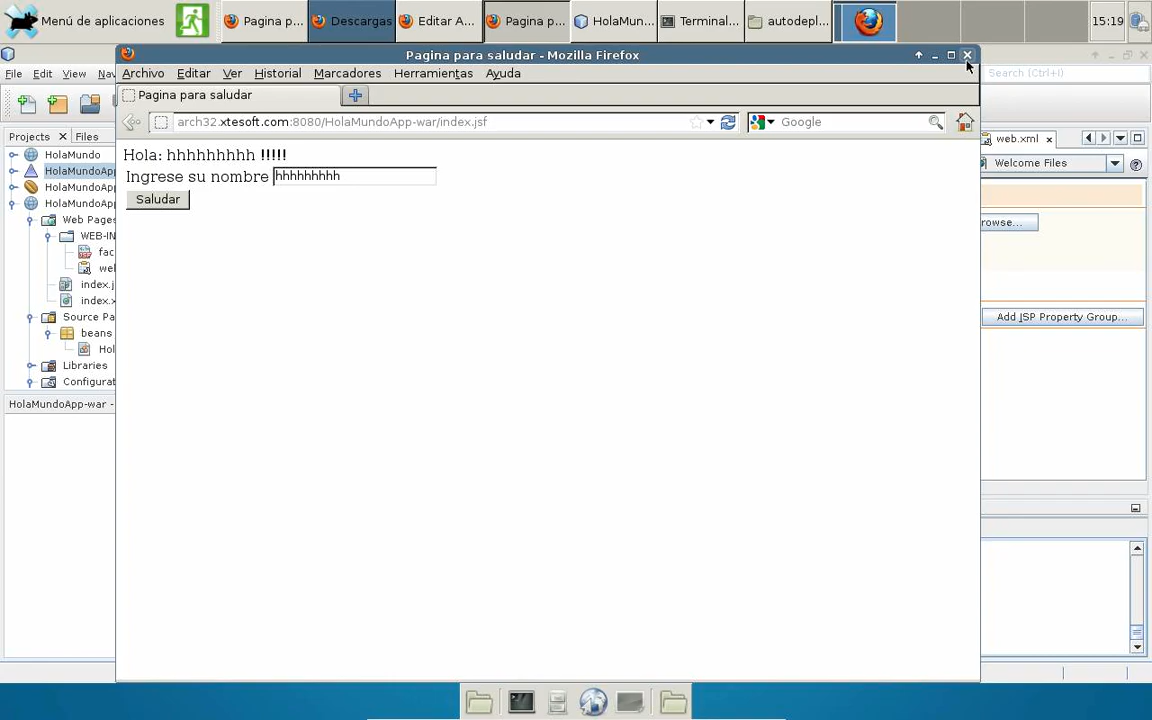 Menú de aplicaciones
Pagina p...
Descargas
Editar A...
Pagina p...
HolaMun...
Terminal...
autodepl...
15:19
Pagina para saludar - Mozilla Firefox
File Edit View
Archivo Editar Ver Historial Marcadores Herramientas Ayuda
Search (Ctrl+I)
Pagina para saludar
arch32.xtesoft.com:8080/HolaMundoApp-war/index.jsf
Google
Projects Files
web.xml
Hola: hhhhhhhhh !!!!!
Ingrese su nombre hhhhhhhhh
Saludar
HolaMundo
HolaMundoApp
HolaMundoApp
HolaMundoApp
Web Pages
WEB-IN
fac
web
index.j
index.x
Source Pa
beans
Hol
Libraries
Configurat
HolaMundoApp-war -
Welcome Files
rowse...
Add JSP Property Group...